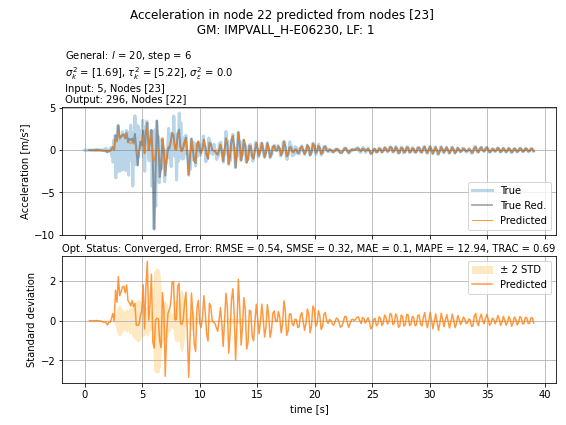 Acceleration in node 22 predicted from nodes [23]
GM: IMPVALL_H-E06230, LF: 1
General: l = 20, step = 6
σ²ₖ = [1.69], τ²ₖ = [5.22], σ²ε = 0.0
Input: 5, Nodes [23]
Output: 296, Nodes [22]
Acceleration [m/s²]
5
0
−5
−10
True
True Red.
Predicted
Opt. Status: Converged, Error: RMSE = 0.54, SMSE = 0.32, MAE = 0.1, MAPE = 12.94, TRAC = 0.69
Standard deviation
2
0
−2
± 2 STD
Predicted
0 5 10 15 20 25 30 35 40
time [s]